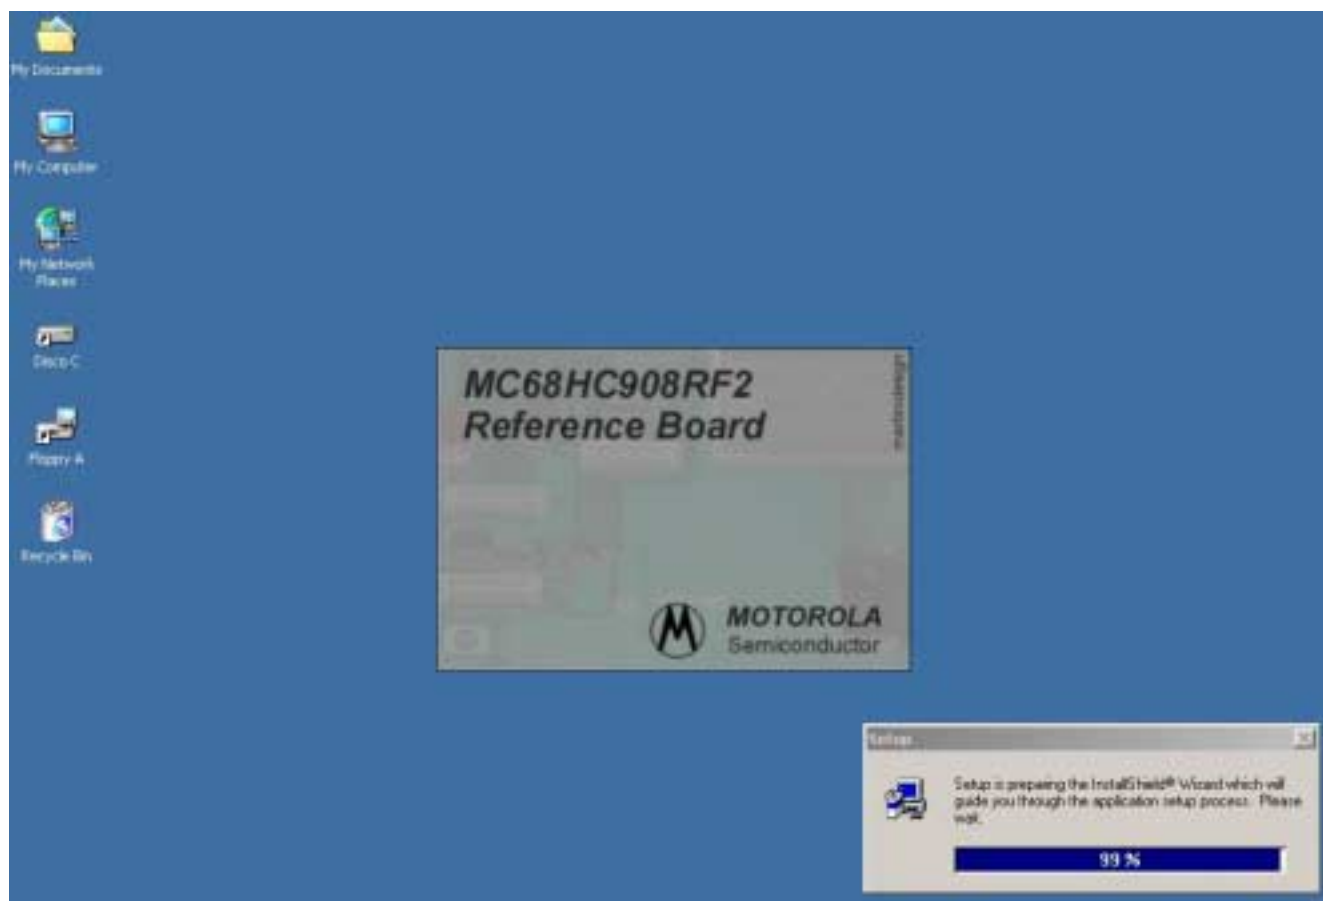 My Documents
My Computer
My Network
Places
Disco C
Floppy A
Recycle Bin
MC68HC908RF2
Reference Board
martinsdesign
MOTOROLA
Semiconductor
Setup
Setup is preparing the InstallShield® Wizard which will
guide you through the application setup process. Please
wait.
99 %